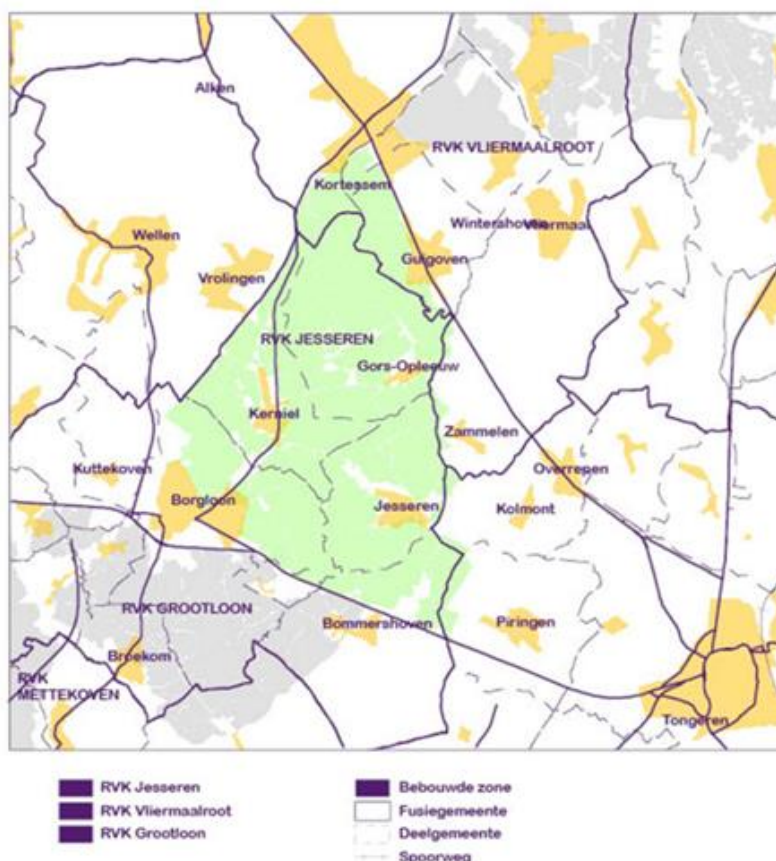 Alken
RVK VLIERMAALROOT
Kortessem
Wintershoven
Vliermaal
Wellen
Guigoven
Vrolingen
RVK JESSEREN
Gors-Opleeuw
Kerniel
Zammelen
Kuttekoven
Overrepen
Borgloon
Jesseren
Kolmont
RVK GROOTLOON
Bommershoven
Piringen
Broekom
RVK
METTEKOVEN
Tongeren
RVK Jesseren
RVK Vliermaalroot
RVK Grootloon
Bebouwde zone
Fusiegemeente
Deelgemeente
Spoorweg